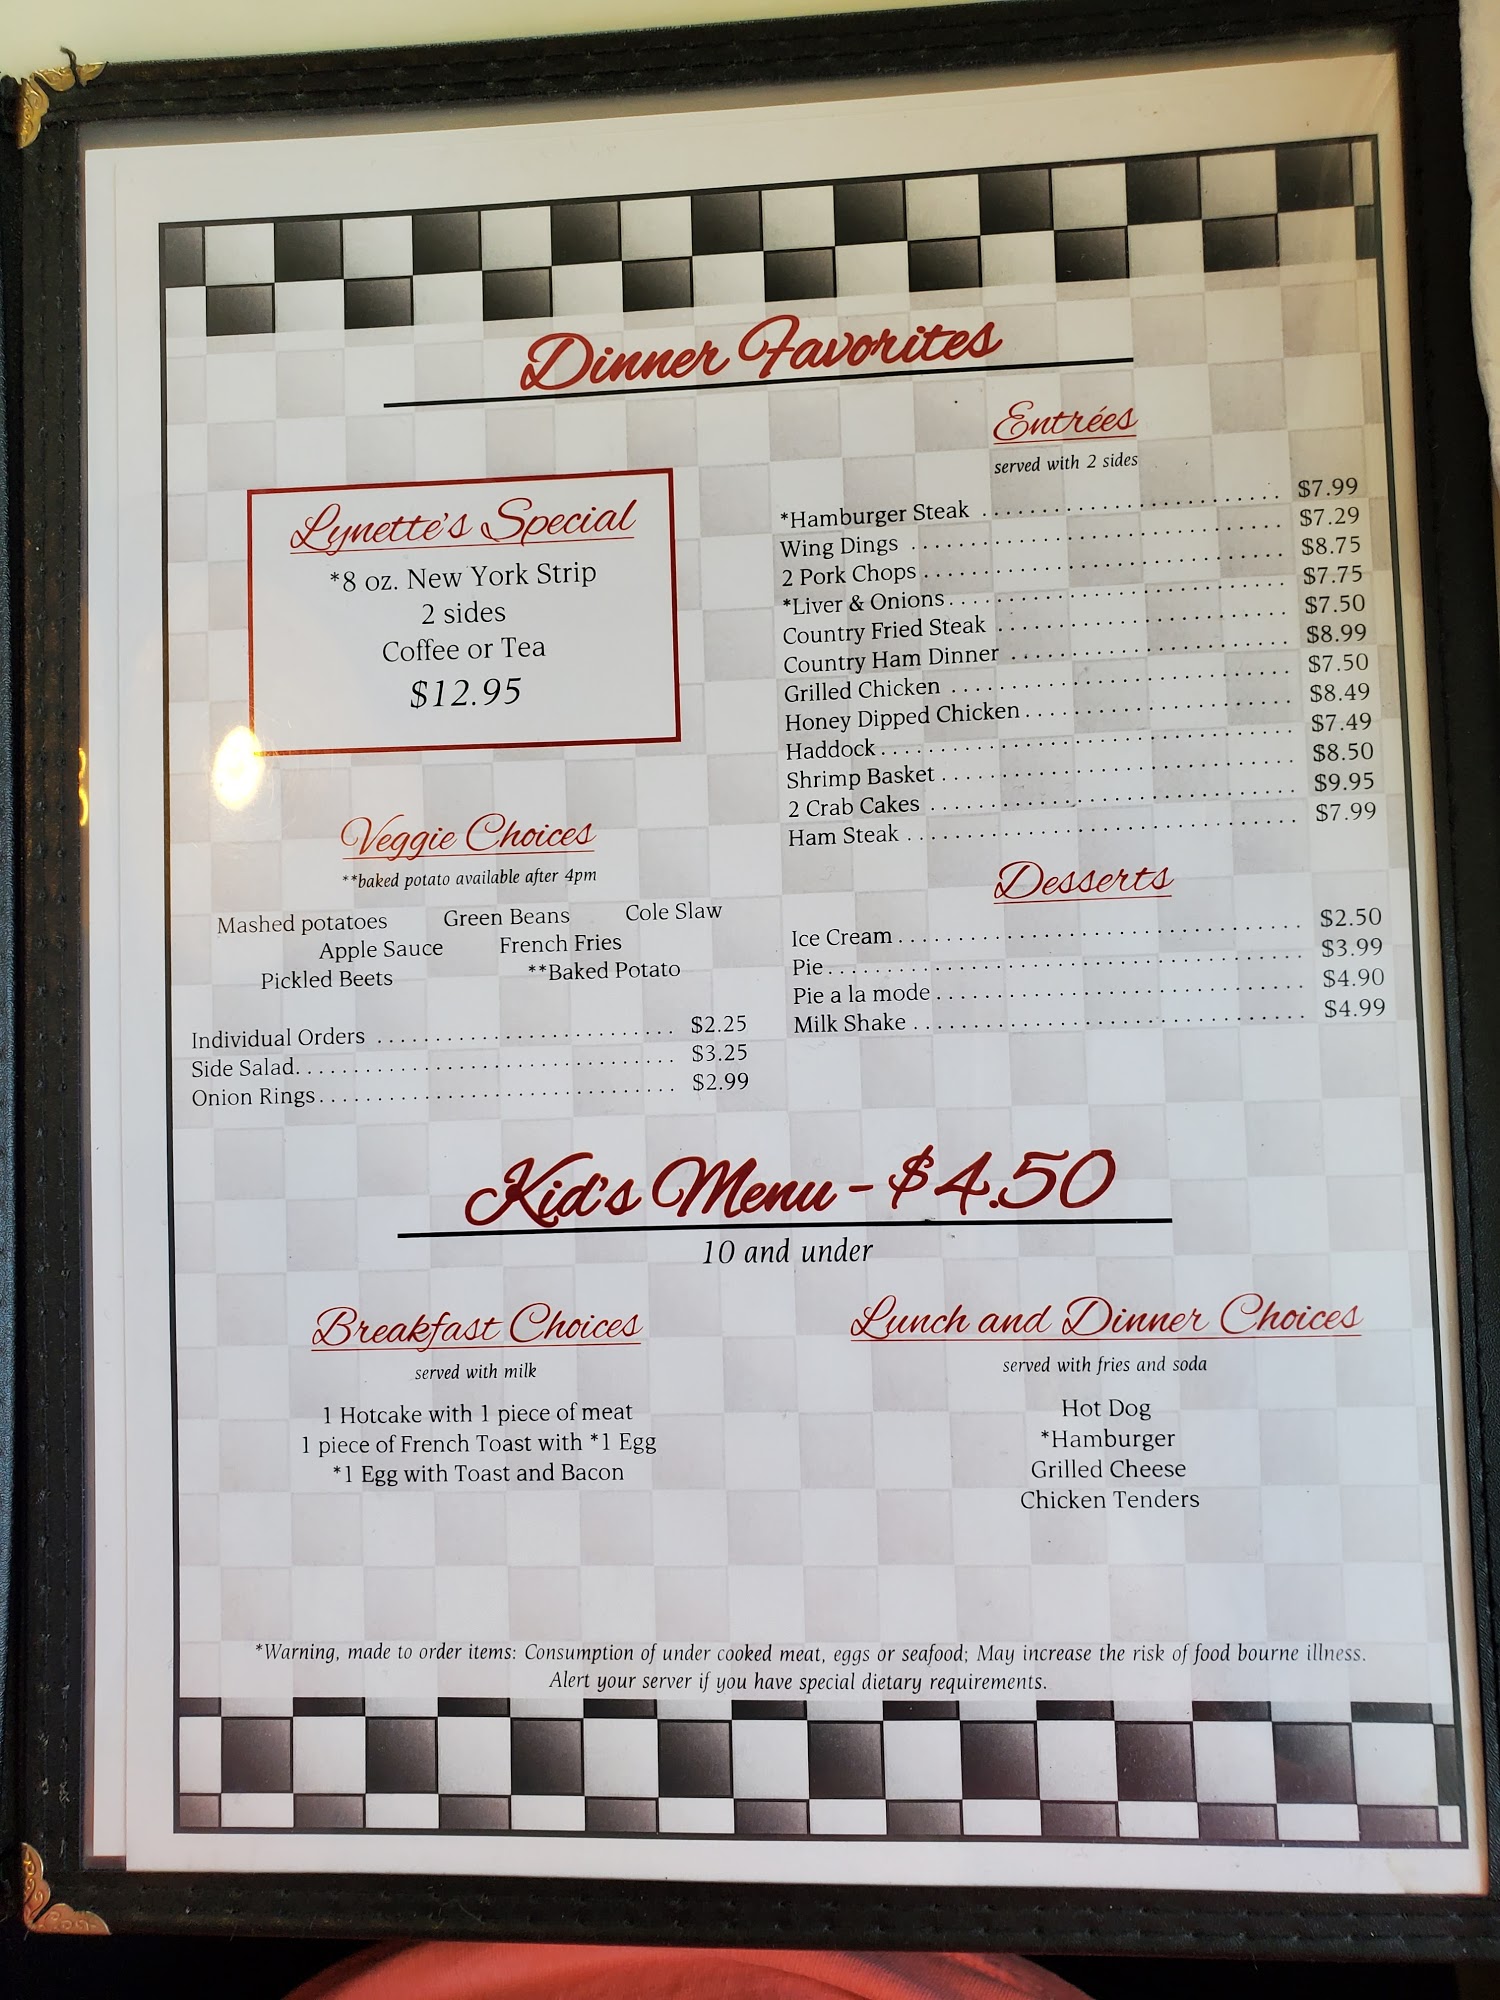 Dinner Favorites
Lynette's Special
*8 oz. New York Strip
2 sides
Coffee or Tea
$12.95
Veggie Choices
**baked potato available after 4pm
Mashed potatoes Green Beans Cole Slaw
Apple Sauce French Fries
Pickled Beets **Baked Potato
Individual Orders $2.25
Side Salad $3.25
Onion Rings $2.99
Entrées
served with 2 sides
*Hamburger Steak $7.99
Wing Dings $7.29
2 Pork Chops $8.75
*Liver & Onions $7.75
Country Fried Steak $7.50
Country Ham Dinner $8.99
Grilled Chicken $7.50
Honey Dipped Chicken $8.49
Haddock $7.49
Shrimp Basket $8.50
2 Crab Cakes $9.95
Ham Steak $7.99
Desserts
Ice Cream $2.50
Pie $3.99
Pie a la mode $4.90
Milk Shake $4.99
Kid's Menu - $4.50
10 and under
Breakfast Choices
served with milk
1 Hotcake with 1 piece of meat
1 piece of French Toast with *1 Egg
*1 Egg with Toast and Bacon
Lunch and Dinner Choices
served with fries and soda
Hot Dog
*Hamburger
Grilled Cheese
Chicken Tenders
*Warning, made to order items: Consumption of under cooked meat, eggs or seafood; May increase the risk of food bourne illness.
Alert your server if you have special dietary requirements.